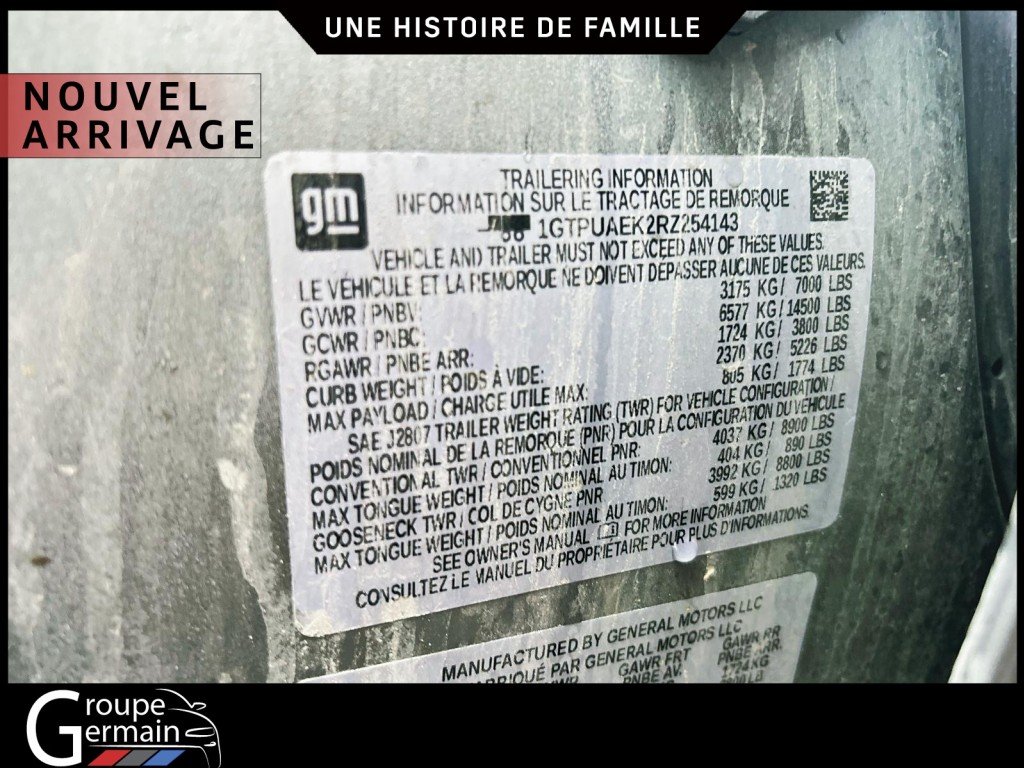 UNE HISTOIRE DE FAMILLE
NOUVEL
ARRIVAGE
gm
TRAILERING INFORMATION
INFORMATION SUR LE TRACTAGE DE REMORQUE
1GTPUAEK2RZ254143
VEHICLE AND TRAILER MUST NOT EXCEED ANY OF THESE VALUES.
LE VÉHICULE ET LA REMORQUE NE DOIVENT DÉPASSER AUCUNE DE CES VALEURS.
GVWR / PNBV: 3175 KG / 7000 LBS
GCWR / PNBC: 6577 KG / 14500 LBS
RGAWR / PNBE ARR: 1724 KG / 3800 LBS
CURB WEIGHT / POIDS À VIDE: 2370 KG / 5226 LBS
MAX PAYLOAD / CHARGE UTILE MAX: 805 KG / 1774 LBS
SAE J2807 TRAILER WEIGHT RATING (TWR) FOR VEHICLE CONFIGURATION /
POIDS NOMINAL DE LA REMORQUE (PNR) POUR LA CONFIGURATION DU VÉHICULE
CONVENTIONAL TWR / CONVENTIONNEL PNR: 4037 KG / 8900 LBS
MAX TONGUE WEIGHT / POIDS NOMINAL AU TIMON: 404 KG / 890 LBS
GOOSENECK TWR / COL DE CYGNE PNR 3992 KG / 8800 LBS
MAX TONGUE WEIGHT / POIDS NOMINAL AU TIMON: 599 KG / 1320 LBS
SEE OWNER'S MANUAL FOR MORE INFORMATION
CONSULTEZ LE MANUEL DU PROPRIÉTAIRE POUR PLUS D'INFORMATIONS.
MANUFACTURED BY GENERAL MOTORS LLC
PAR GENERAL MOTORS LLC
GAWR FRT GAWR RR
PNBE AV. PNBE ARR.
1724 KG
Groupe
Germain